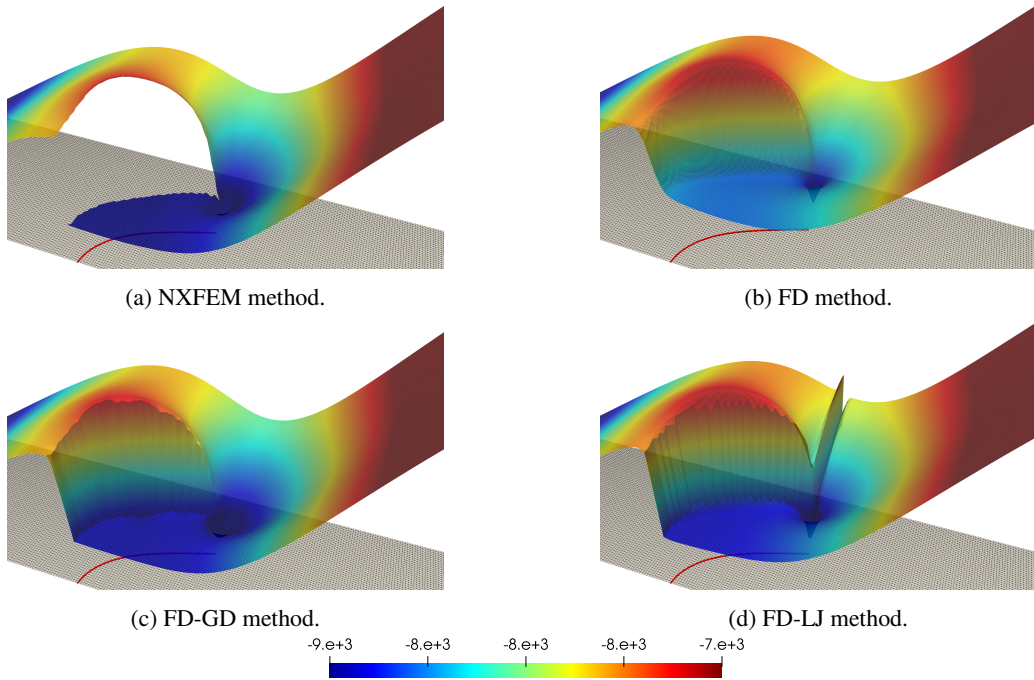 (a) NXFEM method.
(b) FD method.
(c) FD-GD method.
(d) FD-LJ method.
-9.e+3 -8.e+3 -8.e+3 -8.e+3 -7.e+3